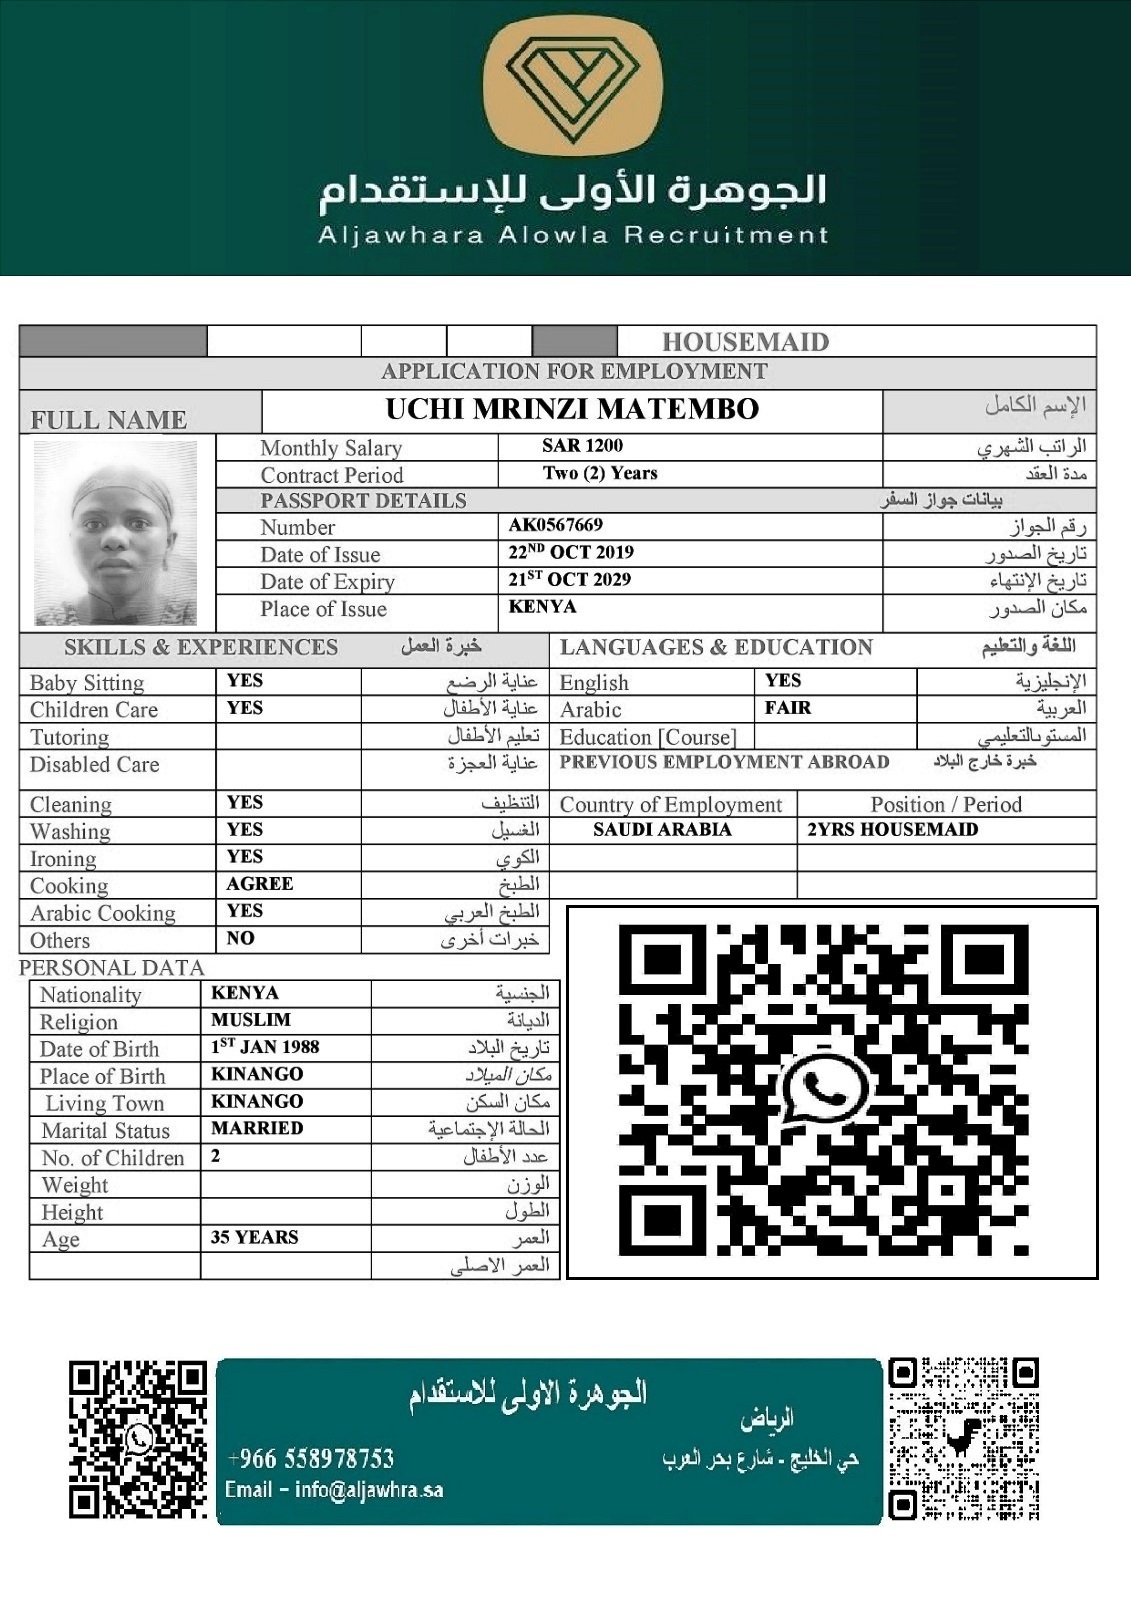 الجوهرة الأولى للإستقدام
Aljawhara Alowla Recruitment
HOUSEMAID
APPLICATION FOR EMPLOYMENT
FULL NAME UCHI MRINZI MATEMBO الإسم الكامل
Monthly Salary SAR 1200 الراتب الشهري
Contract Period Two (2) Years مدة العقد
PASSPORT DETAILS بيانات جواز السفر
Number AK0567669 رقم الجواز
Date of Issue 22ND OCT 2019 تاريخ الصدور
Date of Expiry 21ST OCT 2029 تاريخ الإنتهاء
Place of Issue KENYA مكان الصدور
SKILLS & EXPERIENCES خبرة العمل LANGUAGES & EDUCATION اللغة والتعليم
Baby Sitting YES عناية الرضع English YES الإنجليزية
Children Care YES عناية الأطفال Arabic FAIR العربية
Tutoring تعليم الأطفال Education [Course] المستوىالتعليمي
Disabled Care عناية العجزة PREVIOUS EMPLOYMENT ABROAD خبرة خارج البلاد
Cleaning YES التنظيف Country of Employment Position / Period
Washing YES الغسيل SAUDI ARABIA 2YRS HOUSEMAID
Ironing YES الكوي
Cooking AGREE الطبخ
Arabic Cooking YES الطبخ العربي
Others NO خبرات أخرى
PERSONAL DATA
Nationality KENYA الجنسية
Religion MUSLIM الديانة
Date of Birth 1ST JAN 1988 تاريخ البلاد
Place of Birth KINANGO مكان الميلاد
Living Town KINANGO مكان السكن
Marital Status MARRIED الحالة الإجتماعية
No. of Children 2 عدد الأطفال
Weight الوزن
Height الطول
Age 35 YEARS العمر
العمر الاصلى
الجوهرة الاولى للاستقدام
الرياض
+966 558978753 حي الخليج - شارع بحر العرب
Email – info@aljawhra.sa